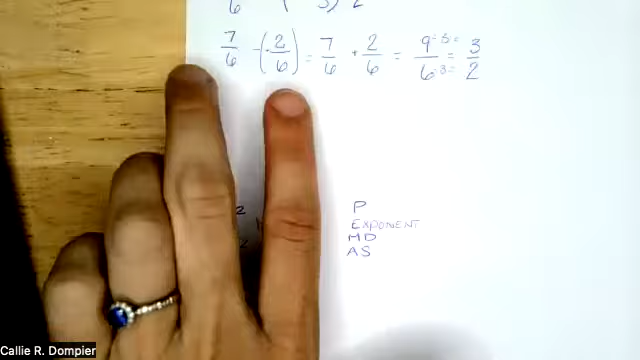 7/6 - (-2/6) = 7/6 + 2/6 = 9÷3=/6÷3= = 3/2
P
EXPONENT
MD
AS
Callie R. Dompier